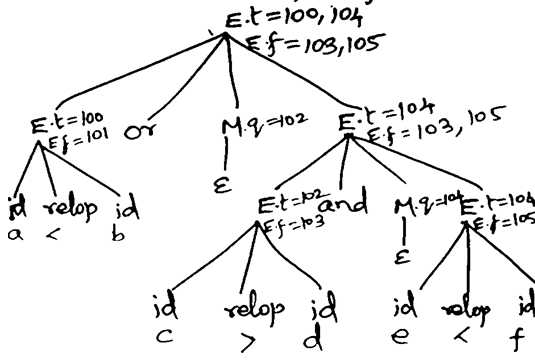 E.t=100,104
E.f=103,105
E.t=100
E.f=101
or
M.q=102
E.t=104
E.f=103,105
ε
id relop id
a < b
E.t=102
E.f=103
and
M.q=104
E.t=104
E.f=105
ε
id relop id
c > d
id relop id
e < f